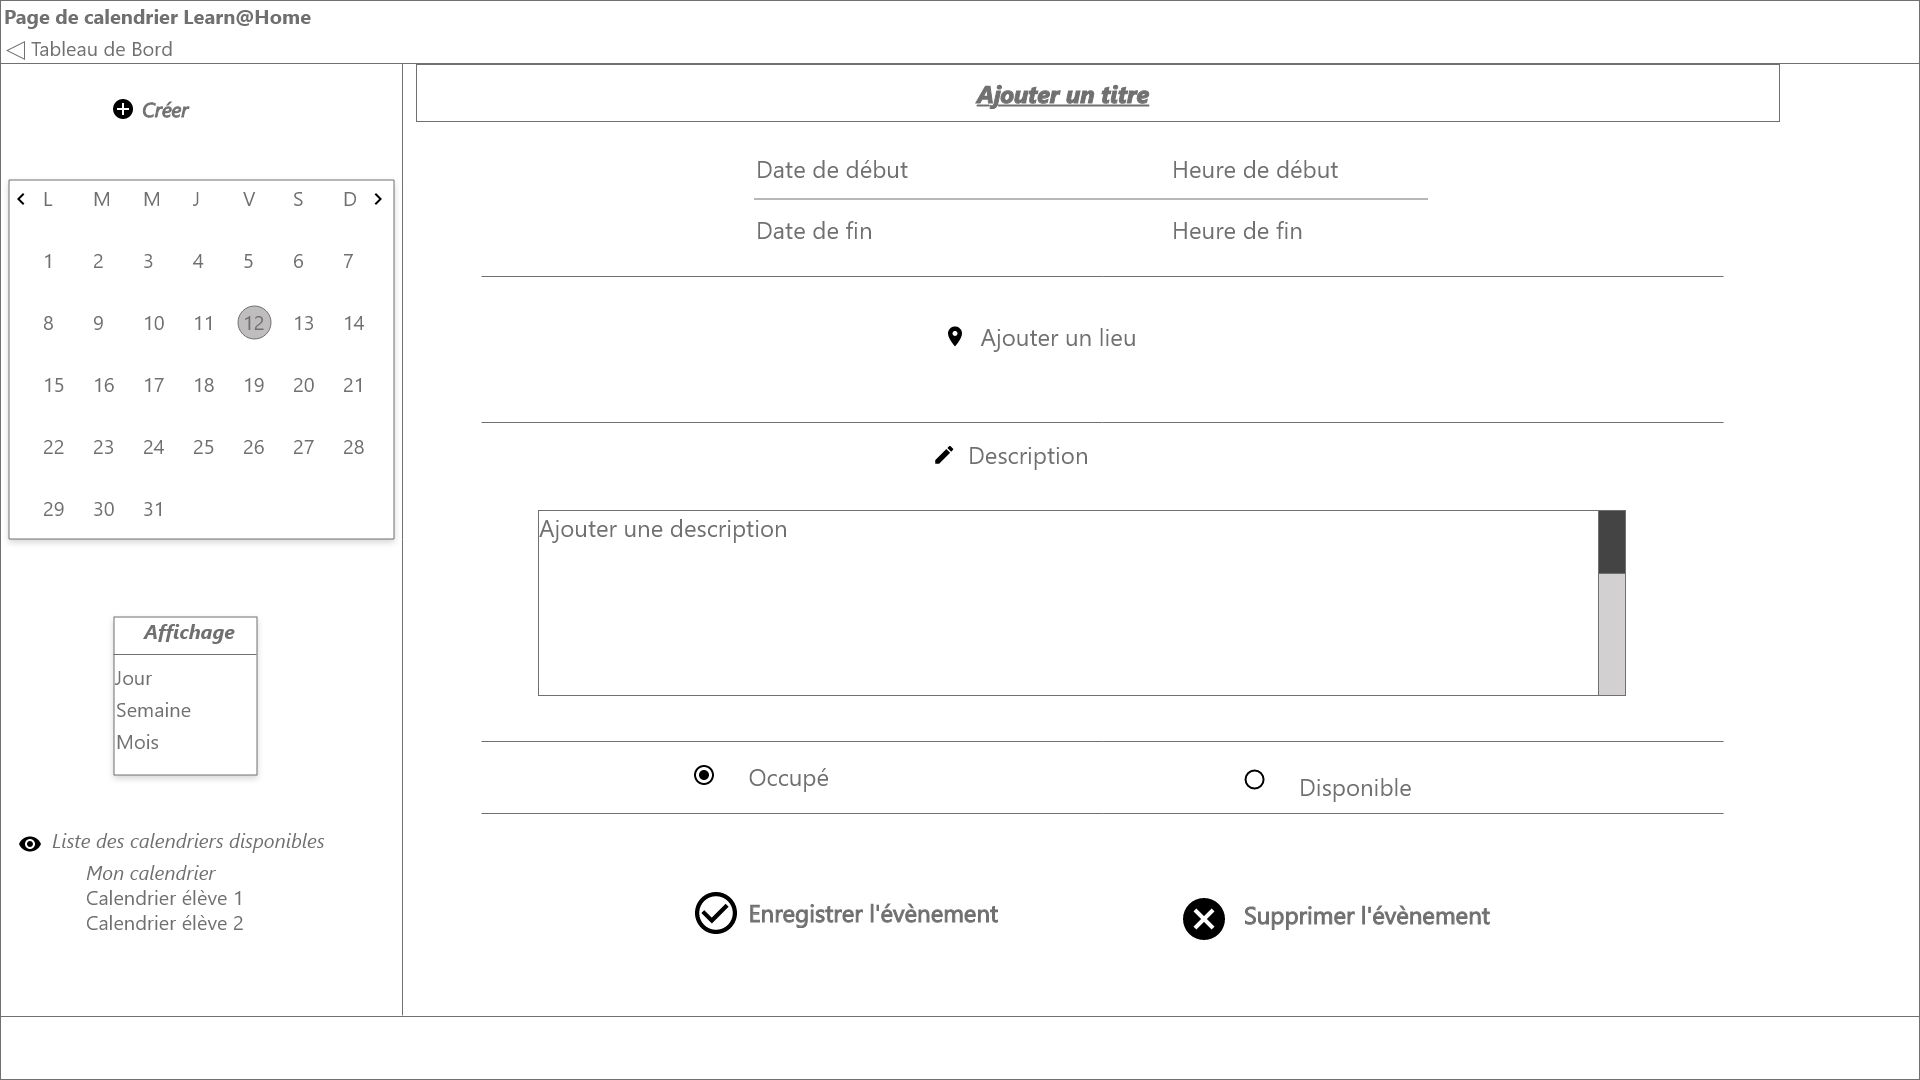 Page de calendrier Learn@Home
Tableau de Bord
Créer
L M M J V S D
1 2 3 4 5 6 7
8 9 10 11 12 13 14
15 16 17 18 19 20 21
22 23 24 25 26 27 28
29 30 31
Affichage
Jour
Semaine
Mois
Liste des calendriers disponibles
Mon calendrier
Calendrier élève 1
Calendrier élève 2
Ajouter un titre
Date de début Heure de début
Date de fin Heure de fin
Ajouter un lieu
Description
Ajouter une description
Occupé Disponible
Enregistrer l'évènement Supprimer l'évènement